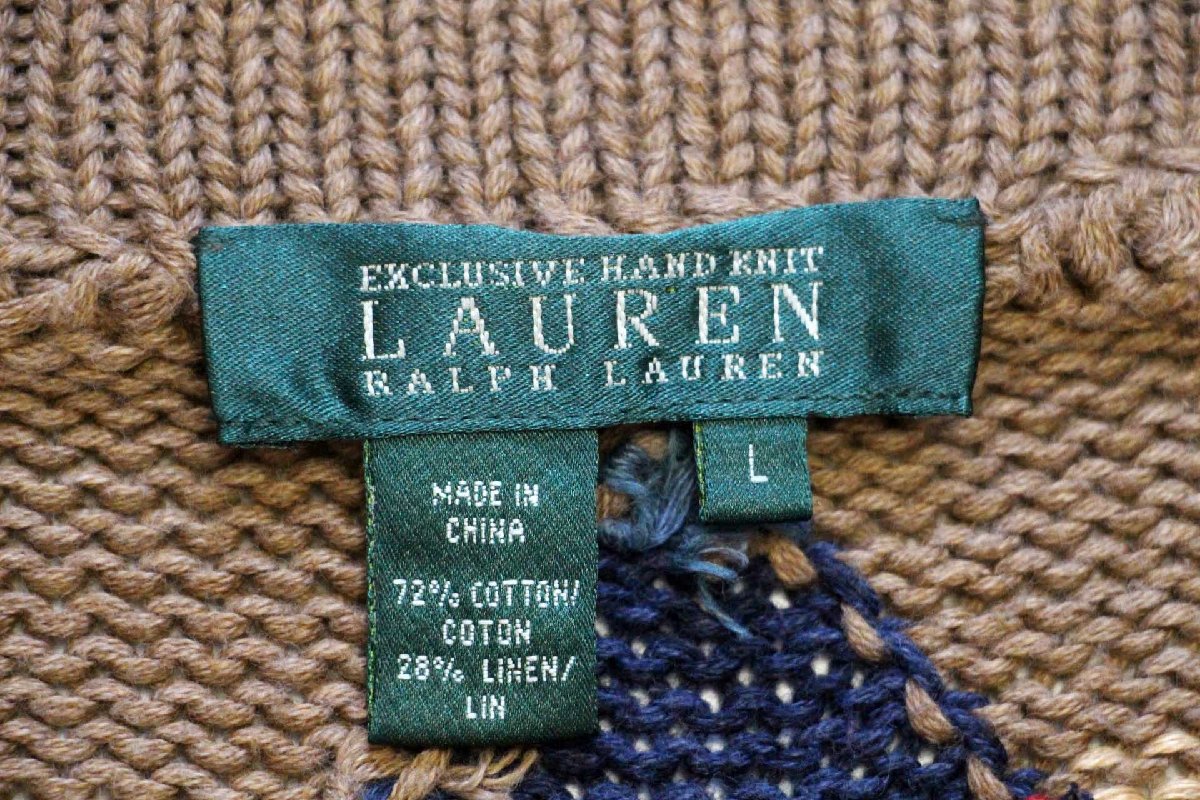 EXCLUSIVE HAND KNIT
LAUREN
RALPH LAUREN
L
MADE IN
CHINA
72% COTTON/
COTON
28% LINEN/
LIN